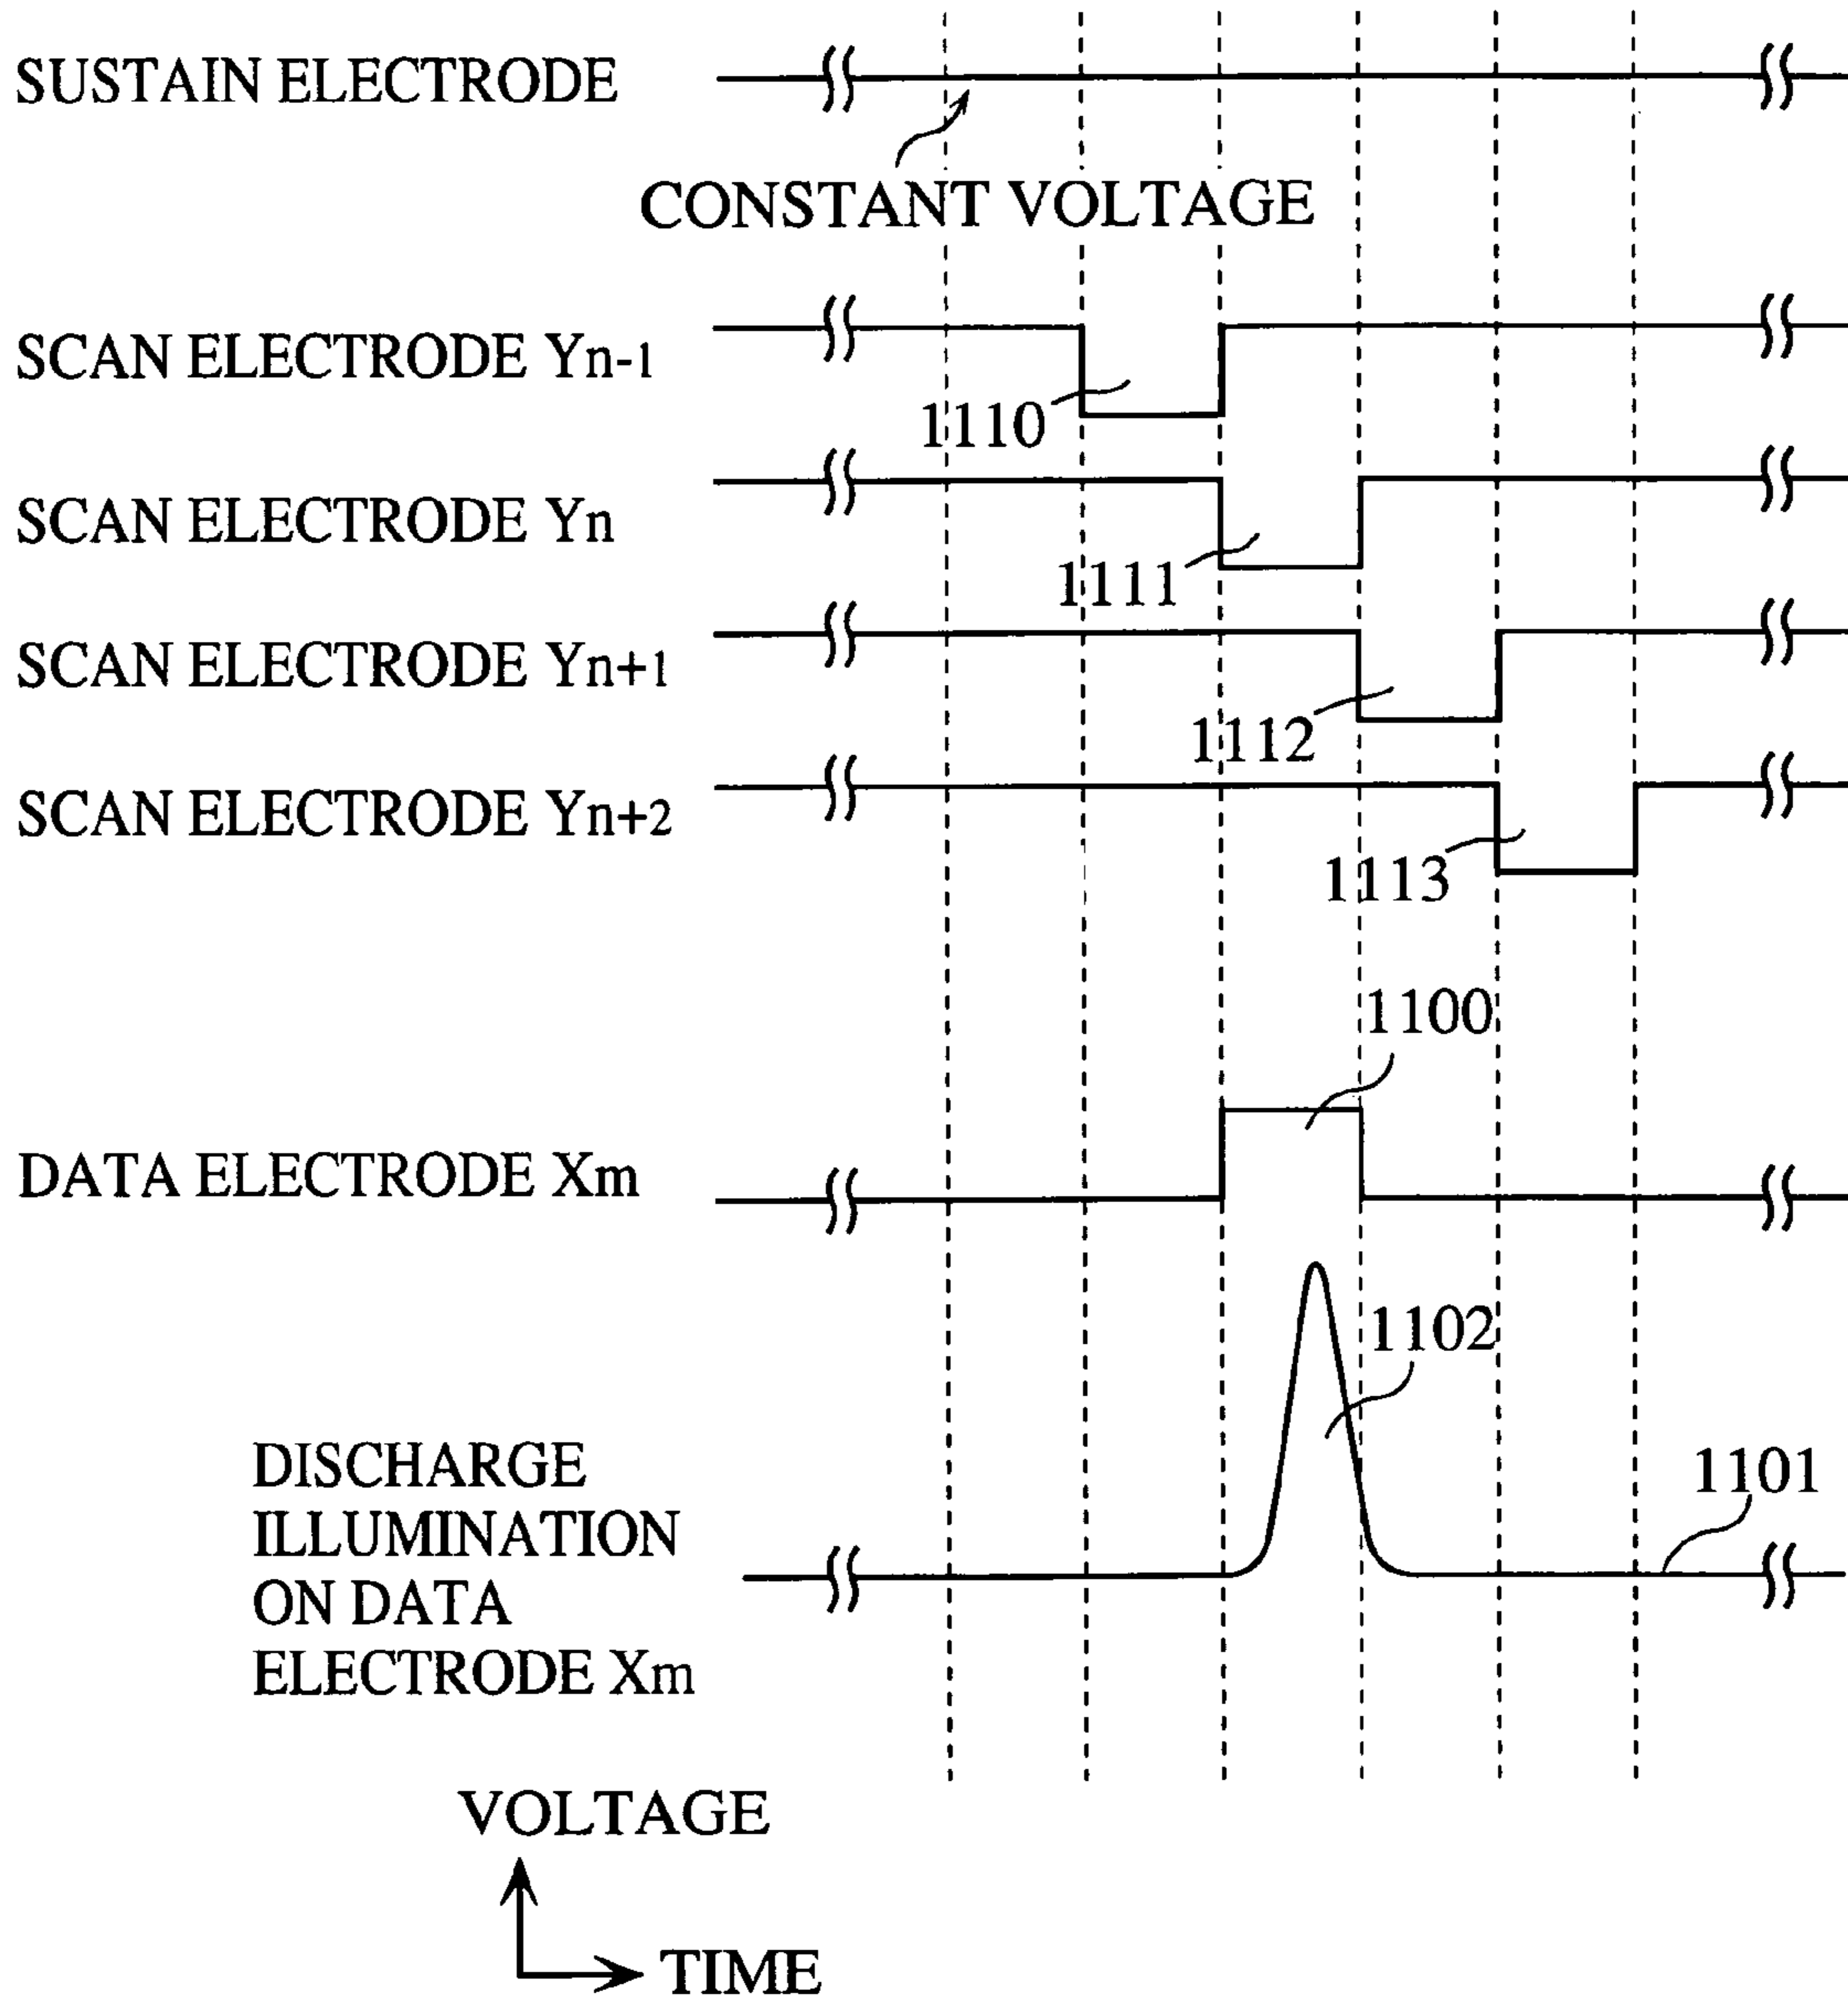 SUSTAIN ELECTRODE
CONSTANT VOLTAGE
SCAN ELECTRODE Yn-1
1110
SCAN ELECTRODE Yn
1111
SCAN ELECTRODE Yn+1
1112
SCAN ELECTRODE Yn+2
1113
1100
DATA ELECTRODE Xm
1102
DISCHARGE
ILLUMINATION
ON DATA
ELECTRODE Xm
1101
VOLTAGE
TIME